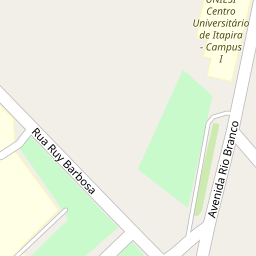 UNIESI
Centro
Universitário
de Itapira
- Campus
I
Rua Ruy Barbosa
Avenida Rio Branco